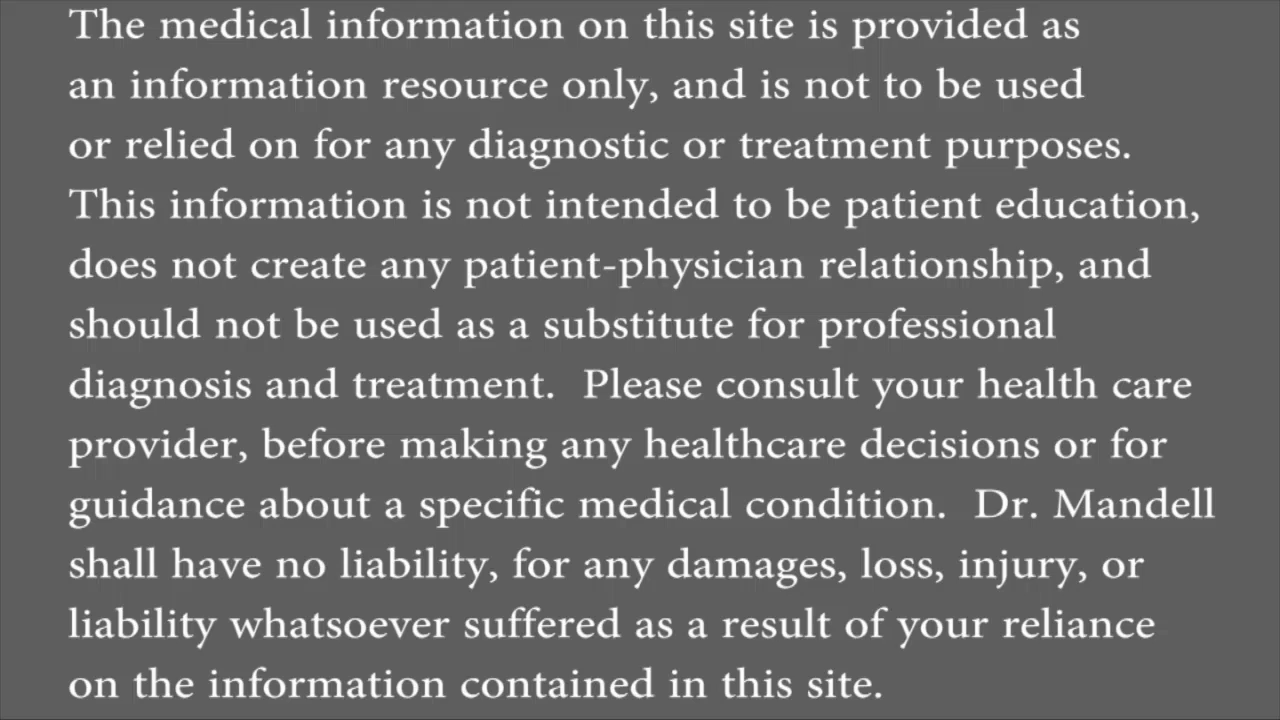 The medical information on this site is provided as
an information resource only, and is not to be used
or relied on for any diagnostic or treatment purposes.
This information is not intended to be patient education,
does not create any patient-physician relationship, and
should not be used as a substitute for professional
diagnosis and treatment.  Please consult your health care
provider, before making any healthcare decisions or for
guidance about a specific medical condition.  Dr. Mandell
shall have no liability, for any damages, loss, injury, or
liability whatsoever suffered as a result of your reliance
on the information contained in this site.